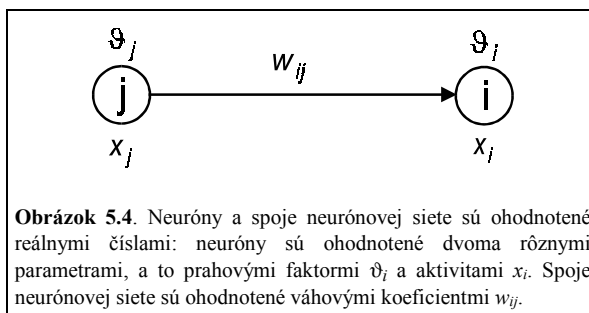 ϑj ϑi
wij
j i
xj xi
Obrázok 5.4. Neuróny a spoje neurónovej siete sú ohodnotené
reálnymi číslami: neuróny sú ohodnotené dvoma rôznymi
parametrami, a to prahovými faktormi ϑi a aktivitami xi. Spoje
neurónovej siete sú ohodnotené váhovými koeficientmi wij.